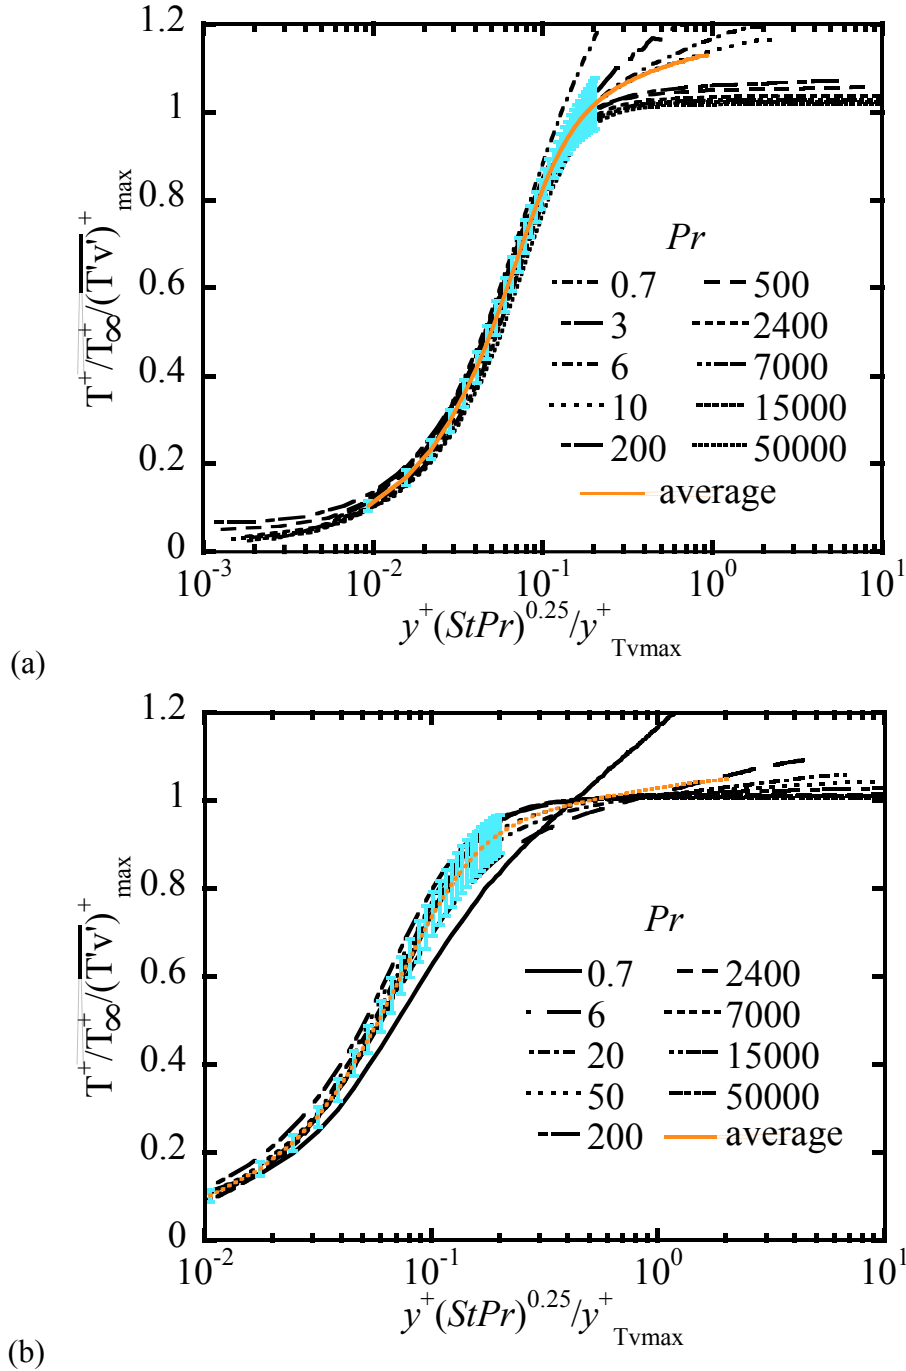 1.2
1
0.8
0.6
0.4
0.2
0
T⁺/T⁺∞/(T'v')⁺max
Pr
0.7 500
3 2400
6 7000
10 15000
200 50000
average
10⁻³ 10⁻² 10⁻¹ 10⁰ 10¹
y⁺(StPr)⁰·²⁵/y⁺Tvmax
(a)
1.2
1
0.8
0.6
0.4
0.2
0
T⁺/T⁺∞/(T'v')⁺max
Pr
0.7 2400
6 7000
20 15000
50 50000
200 average
10⁻² 10⁻¹ 10⁰ 10¹
y⁺(StPr)⁰·²⁵/y⁺Tvmax
(b)